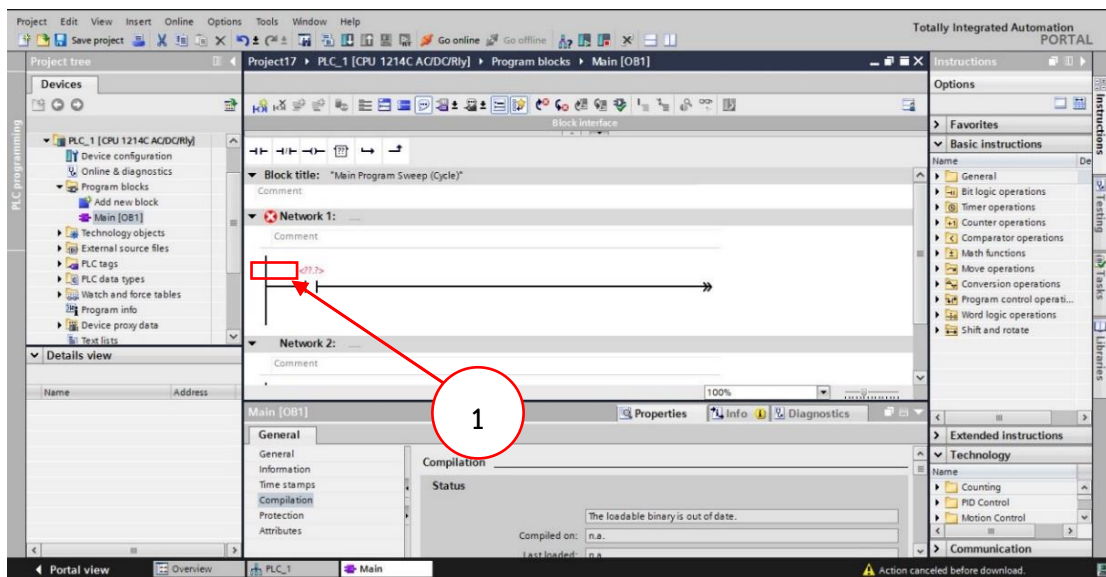 Project Edit View Insert Online Options Tools Window Help
Totally Integrated Automation
PORTAL
Save project
Go online
Go offline
Project tree
Project17 ▸ PLC_1 [CPU 1214C AC/DC/Rly] ▸ Program blocks ▸ Main [OB1]
Instructions
Devices
Options
PLC programming
Block interface
PLC_1 [CPU 1214C AC/DC/Rly]
Device configuration
Online & diagnostics
Program blocks
Add new block
Main [OB1]
Technology objects
External source files
PLC tags
PLC data types
Watch and force tables
Program info
Device proxy data
Text lists
Details view
Name Address
Block title: "Main Program Sweep (Cycle)"
Comment
Network 1: ....
Comment
<??.?>
Network 2: ....
Comment
100%
1
Main [OB1]
Properties Info Diagnostics
General
General
Information
Time stamps
Compilation
Protection
Attributes
Compilation
Status
The loadable binary is out of date.
Compiled on: n.a.
Last loaded: n.a.
Favorites
Basic instructions
Name De
General
Bit logic operations
Timer operations
Counter operations
Comparator operations
Math functions
Move operations
Conversion operations
Program control operati...
Word logic operations
Shift and rotate
Extended instructions
Technology
Name
Counting
PID Control
Motion Control
Communication
Instructions
Testing
Tasks
Libraries
Portal view Overview PLC_1 Main Action canceled before download.